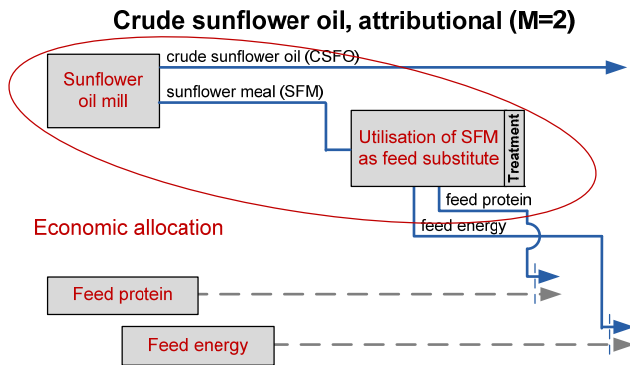 Crude sunflower oil, attributional (M=2)
crude sunflower oil (CSFO)
Sunflower
oil mill
sunflower meal (SFM)
Utilisation of SFM
as feed substitute
Treatment
feed protein
feed energy
Economic allocation
Feed protein
Feed energy